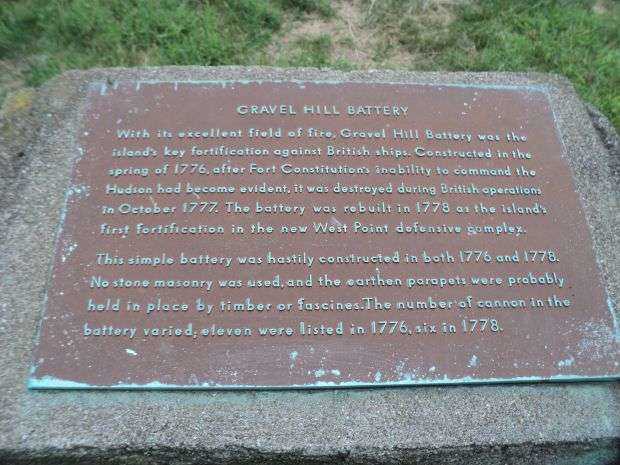 GRAVEL HILL BATTERY
With its excellent field of fire, Gravel Hill Battery was the
island's key fortification against British ships. Constructed in the
spring of 1776, after Fort Constitution's inability to command the
Hudson had become evident, it was destroyed during British operations
in October 1777. The battery was rebuilt in 1778 as the island's
first fortification in the new West Point defensive complex.
This simple battery was hastily constructed in both 1776 and 1778.
No stone masonry was used, and the earthen parapets were probably
held in place by timber or fascines. The number of cannon in the
battery varied; eleven were listed in 1776, six in 1778.